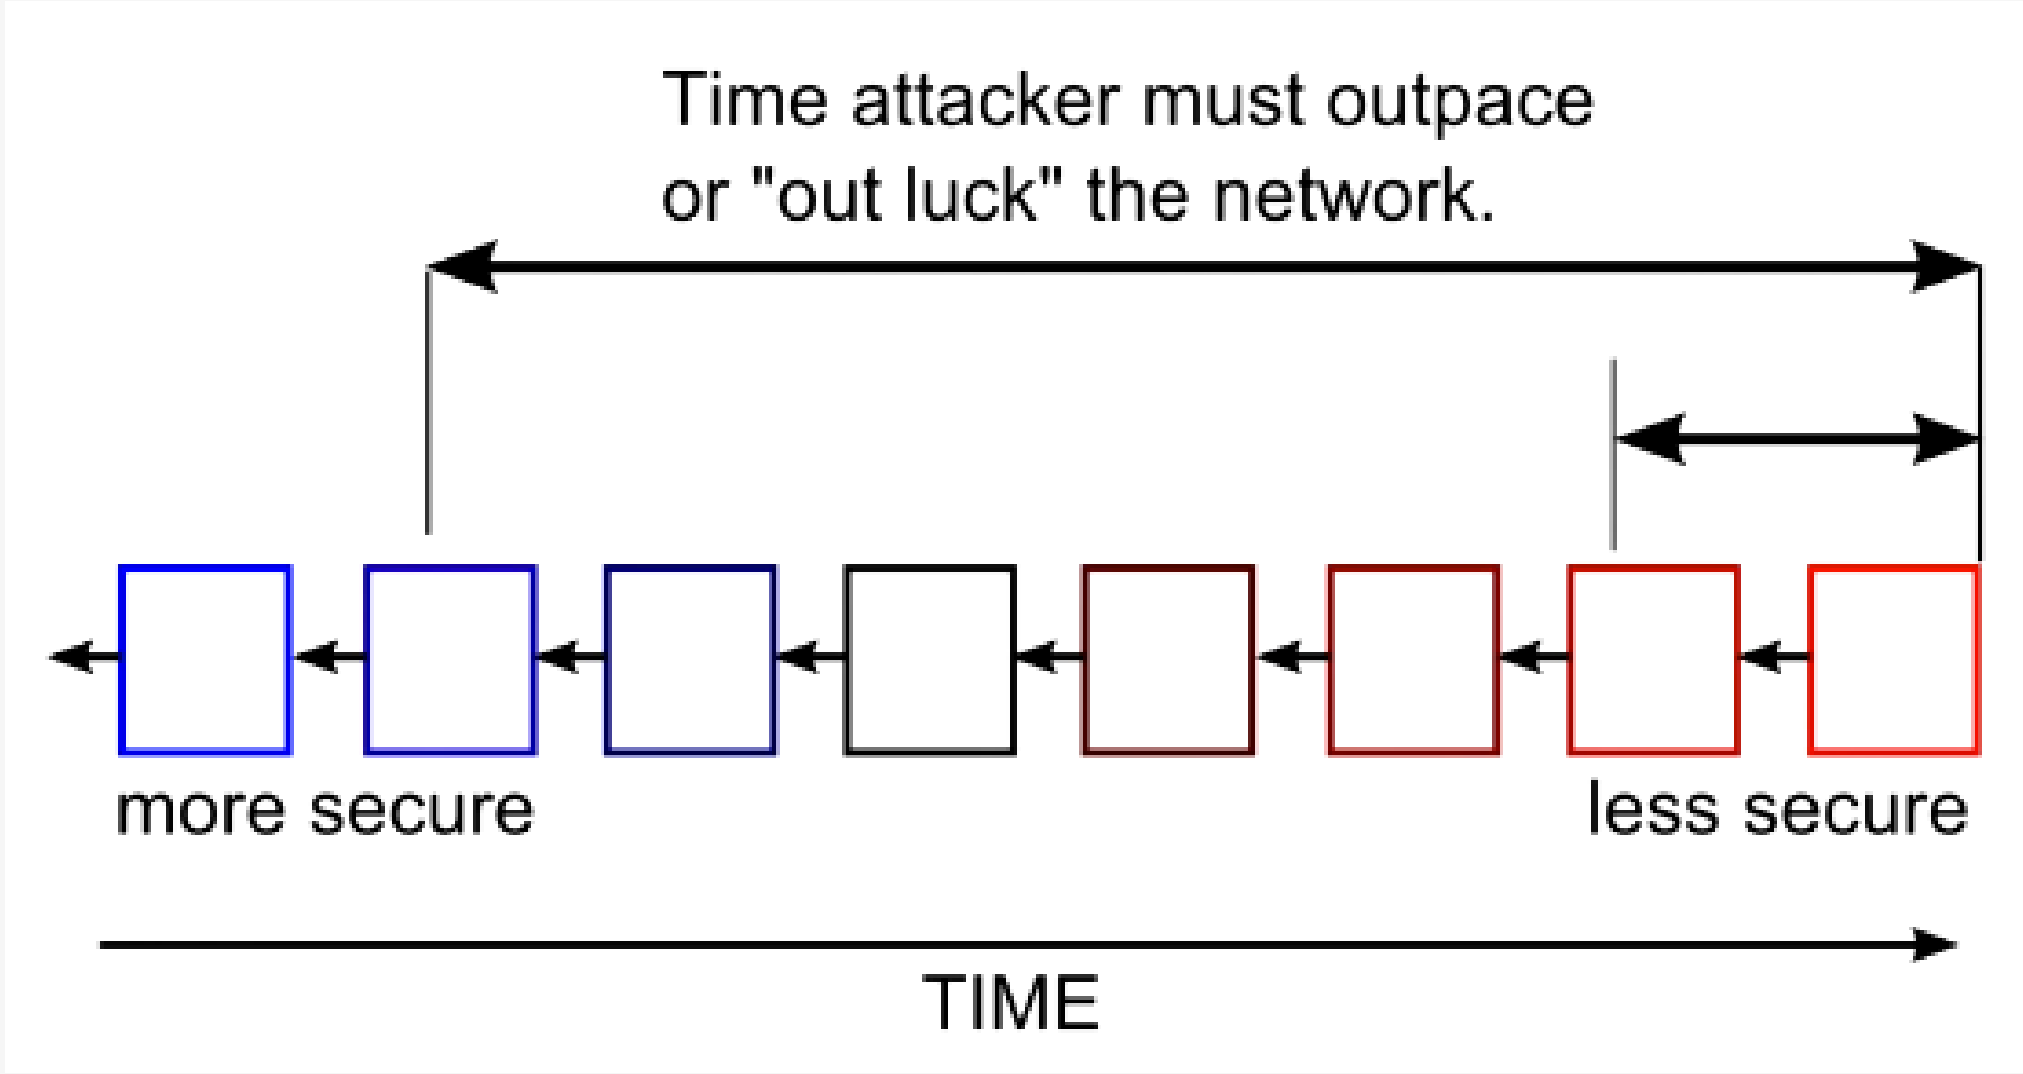 Time attacker must outpace
or "out luck" the network.
more secure
less secure
TIME